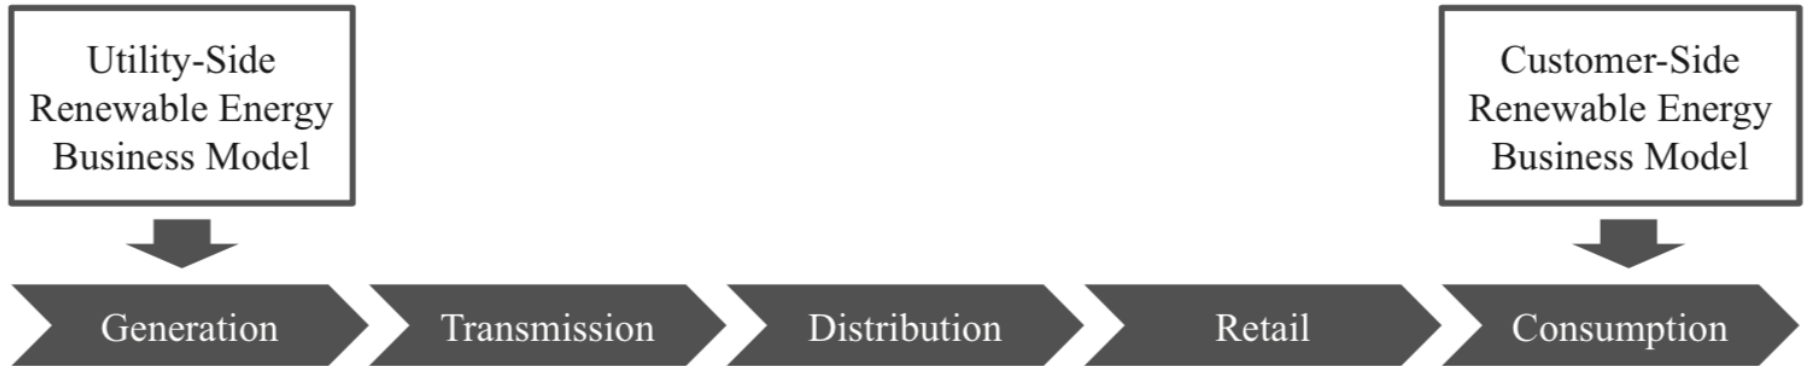 Utility-Side
Renewable Energy
Business Model
Customer-Side
Renewable Energy
Business Model
Generation
Transmission
Distribution
Retail
Consumption